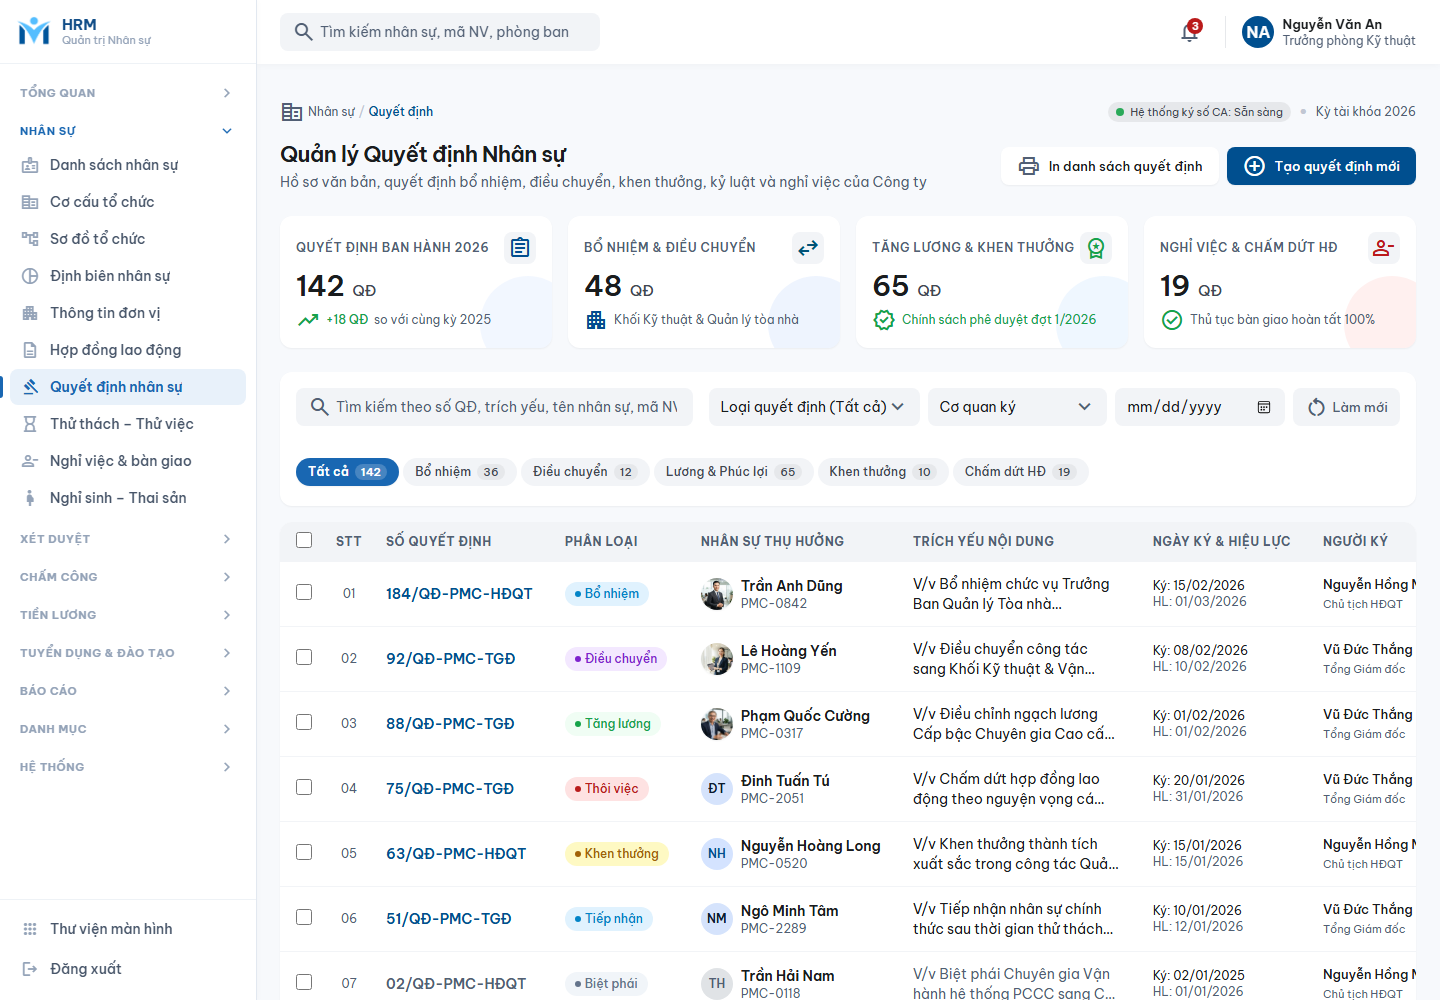 HRM
Quản trị Nhân sự
TỔNG QUAN
NHÂN SỰ
Danh sách nhân sự
Cơ cấu tổ chức
Sơ đồ tổ chức
Định biên nhân sự
Thông tin đơn vị
Hợp đồng lao động
Quyết định nhân sự
Thử thách – Thử việc
Nghỉ việc & bàn giao
Nghỉ sinh – Thai sản
XÉT DUYỆT
CHẤM CÔNG
TIỀN LƯƠNG
TUYỂN DỤNG & ĐÀO TẠO
BÁO CÁO
DANH MỤC
HỆ THỐNG
Thư viện màn hình
Đăng xuất
Tìm kiếm nhân sự, mã NV, phòng ban
3
NA
Nguyễn Văn An
Trưởng phòng Kỹ thuật
Nhân sự / Quyết định
Hệ thống ký số CA: Sẵn sàng
Kỳ tài khóa 2026
Quản lý Quyết định Nhân sự
Hồ sơ văn bản, quyết định bổ nhiệm, điều chuyển, khen thưởng, kỷ luật và nghỉ việc của Công ty
In danh sách quyết định
Tạo quyết định mới
QUYẾT ĐỊNH BAN HÀNH 2026
142 QĐ
+18 QĐ so với cùng kỳ 2025
BỔ NHIỆM & ĐIỀU CHUYỂN
48 QĐ
Khối Kỹ thuật & Quản lý tòa nhà
TĂNG LƯƠNG & KHEN THƯỞNG
65 QĐ
Chính sách phê duyệt đợt 1/2026
NGHỈ VIỆC & CHẤM DỨT HĐ
19 QĐ
Thủ tục bàn giao hoàn tất 100%
Tìm kiếm theo số QĐ, trích yếu, tên nhân sự, mã NV
Loại quyết định (Tất cả)
Cơ quan ký
mm/dd/yyyy
Làm mới
Tất cả 142
Bổ nhiệm 36
Điều chuyển 12
Lương & Phúc lợi 65
Khen thưởng 10
Chấm dứt HĐ 19
STT SỐ QUYẾT ĐỊNH PHÂN LOẠI NHÂN SỰ THỤ HƯỞNG TRÍCH YẾU NỘI DUNG NGÀY KÝ & HIỆU LỰC NGƯỜI KÝ
01 184/QĐ-PMC-HĐQT Bổ nhiệm
Trần Anh Dũng
PMC-0842
V/v Bổ nhiệm chức vụ Trưởng
Ban Quản lý Tòa nhà...
Ký: 15/02/2026
HL: 01/03/2026
Nguyễn Hồng M
Chủ tịch HĐQT
02 92/QĐ-PMC-TGĐ Điều chuyển
Lê Hoàng Yến
PMC-1109
V/v Điều chuyển công tác
sang Khối Kỹ thuật & Vận...
Ký: 08/02/2026
HL: 10/02/2026
Vũ Đức Thắng
Tổng Giám đốc
03 88/QĐ-PMC-TGĐ Tăng lương
Phạm Quốc Cường
PMC-0317
V/v Điều chỉnh ngạch lương
Cấp bậc Chuyên gia Cao cấ...
Ký: 01/02/2026
HL: 01/02/2026
Vũ Đức Thắng
Tổng Giám đốc
04 75/QĐ-PMC-TGĐ Thôi việc
ĐT
Đinh Tuấn Tú
PMC-2051
V/v Chấm dứt hợp đồng lao
động theo nguyện vọng cá...
Ký: 20/01/2026
HL: 31/01/2026
Vũ Đức Thắng
Tổng Giám đốc
05 63/QĐ-PMC-HĐQT Khen thưởng
NH
Nguyễn Hoàng Long
PMC-0520
V/v Khen thưởng thành tích
xuất sắc trong công tác Quả...
Ký: 15/01/2026
HL: 15/01/2026
Nguyễn Hồng M
Chủ tịch HĐQT
06 51/QĐ-PMC-TGĐ Tiếp nhận
NM
Ngô Minh Tâm
PMC-2289
V/v Tiếp nhận nhân sự chính
thức sau thời gian thử thách...
Ký: 10/01/2026
HL: 12/01/2026
Vũ Đức Thắng
Tổng Giám đốc
07 02/QĐ-PMC-HĐQT Biệt phái
TH
Trần Hải Nam
PMC-0118
V/v Biệt phái Chuyên gia Vận
hành hệ thống PCCC sang C...
Ký: 02/01/2025
HL: 01/01/2026
Nguyễn Hồng M
Chủ tịch HĐQT